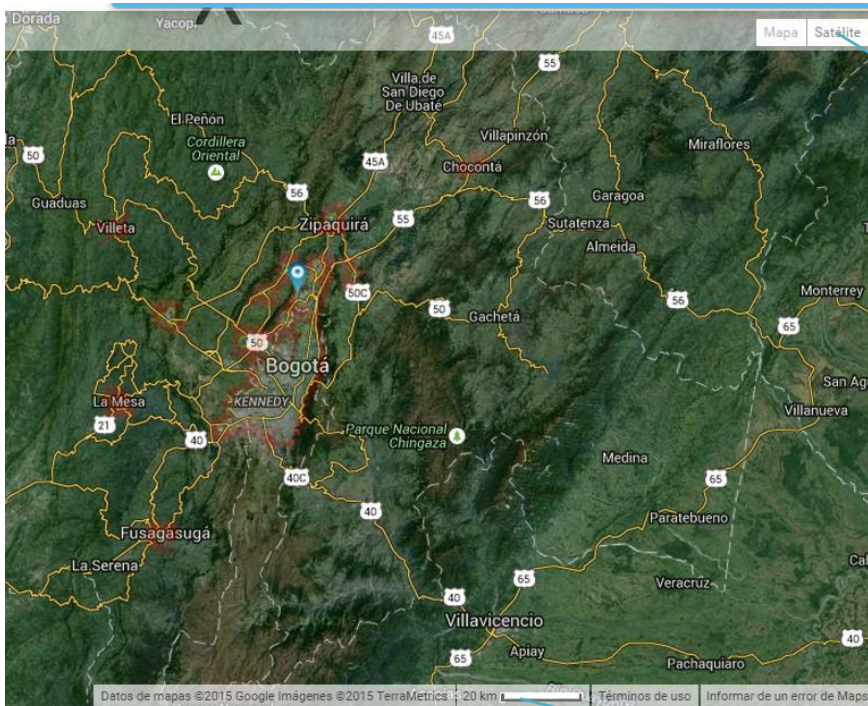 Dorada
Yacopí
45A
Mapa
Satélite
55
Villa de
San Diego
De Ubaté
El Peñón
Villapinzón
Cordillera
Oriental
50
45A
Miraflores
Chocontá
56
56
Guaduas
Garagoa
Villeta
Zipaquirá
55
Sutatenza
Almeida
50C
Monterrey
50
56
Gachetá
65
50
Bogotá
San Ag
La Mesa
KENNEDY
Villanueva
21
40
Parque Nacional
Chingaza
Medina
40C
65
40
Paratebueno
Fusagasugá
La Serena
65
Veracruz
40
Villavicencio
40
Apiay
65
Pachaquiaro
Datos de mapas ©2015 Google Imágenes ©2015 TerraMetrics
20 km
Términos de uso
Informar de un error de Maps